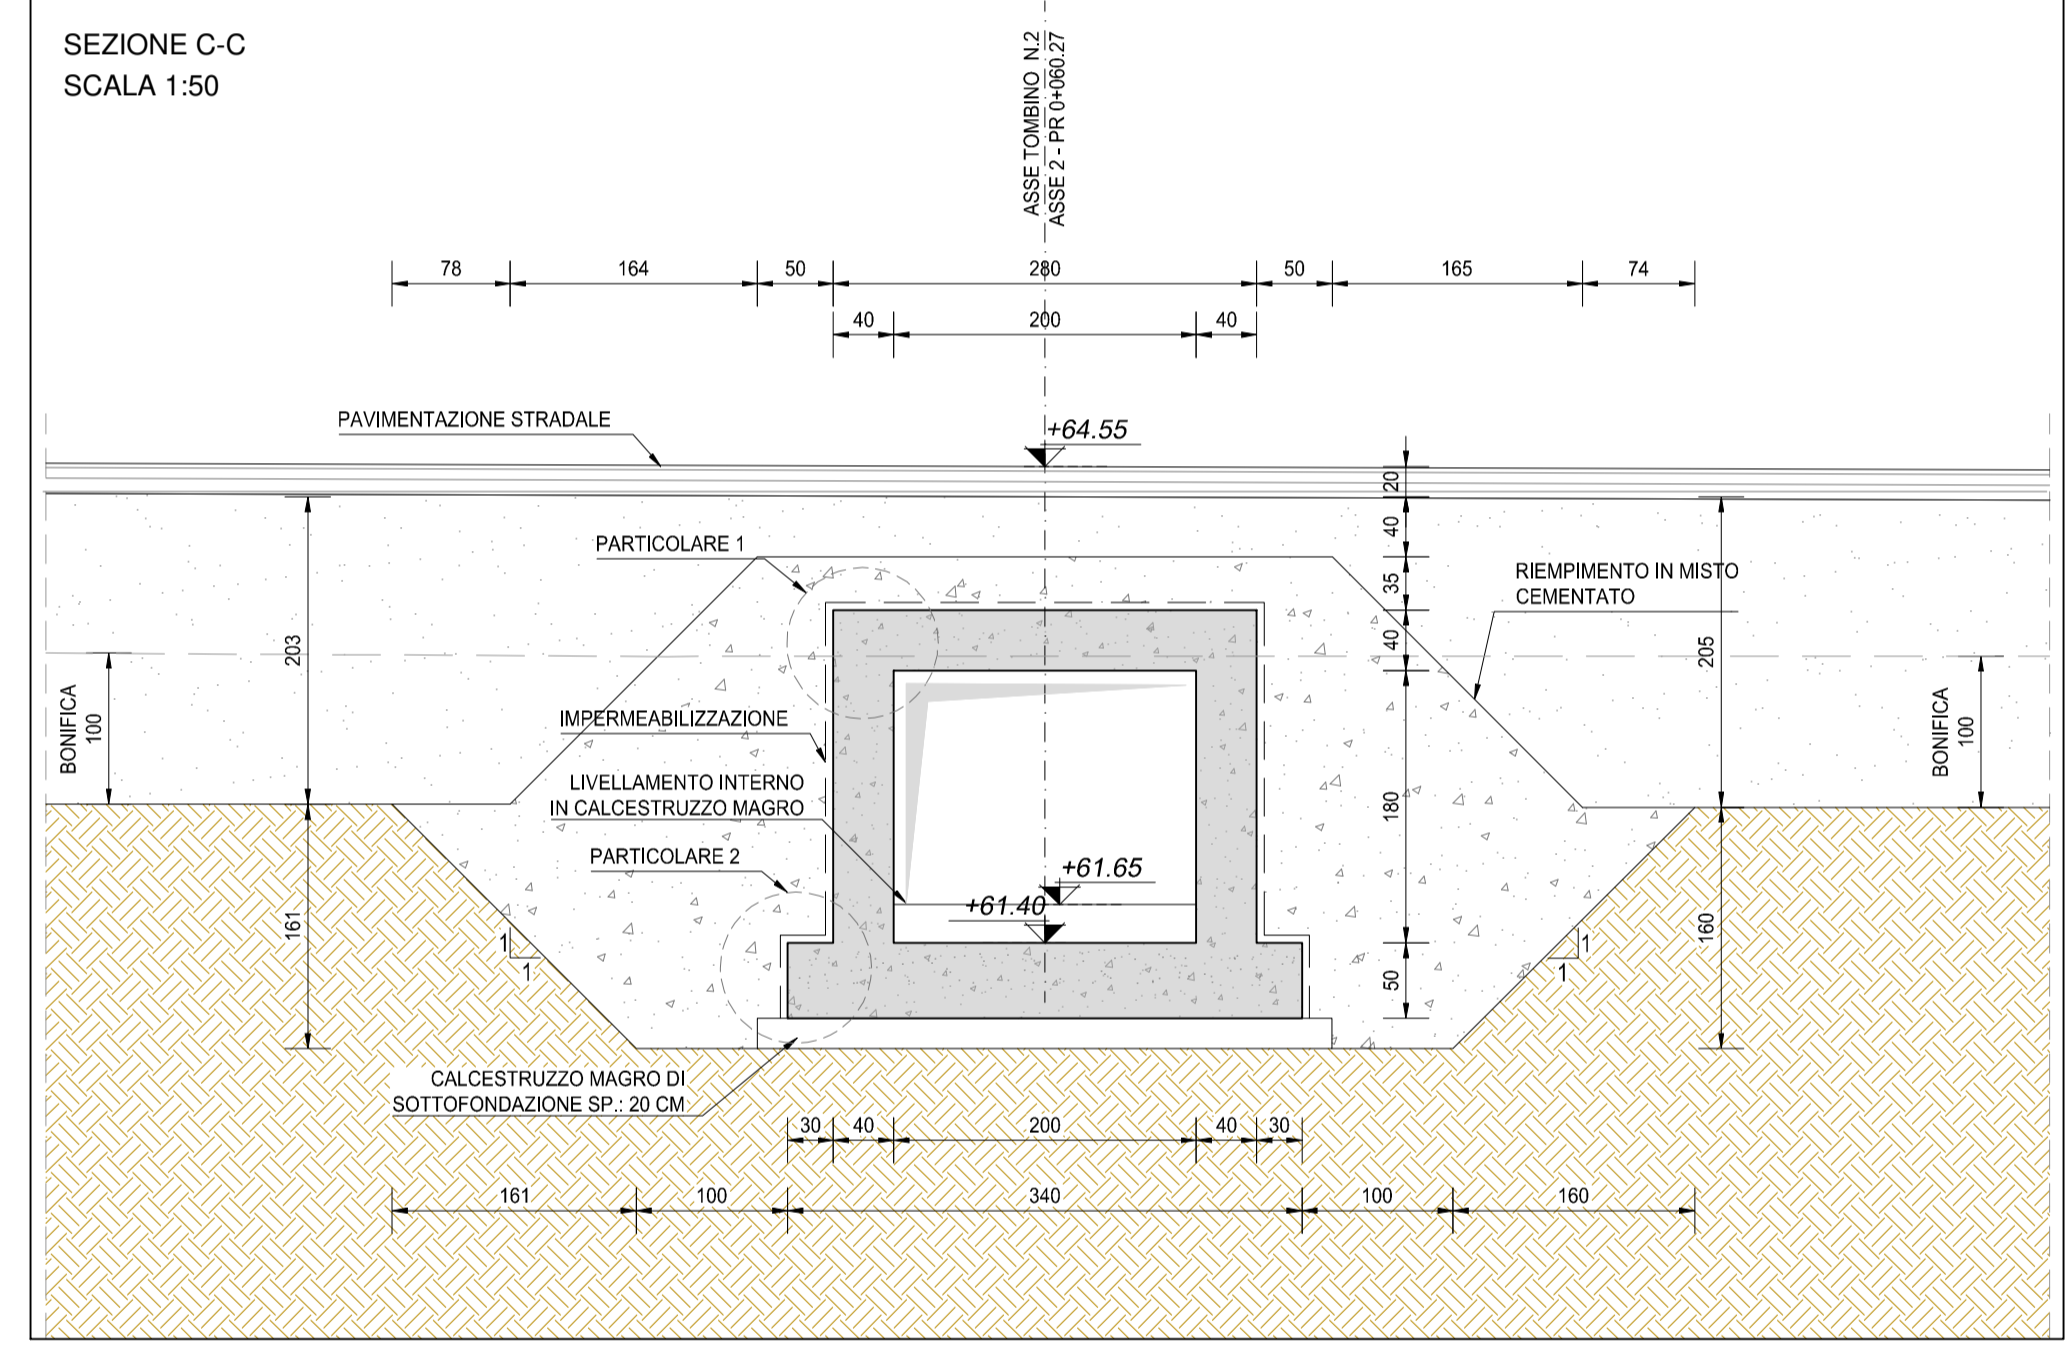 SEZIONE C-C
SCALA 1:50
ASSE TOMBINO N.2
ASSE 2 - PR 0+060.27
78
164
50
280
50
165
74
40
200
40
PAVIMENTAZIONE STRADALE
+64.55
20
40
PARTICOLARE 1
35
RIEMPIMENTO IN MISTO
CEMENTATO
203
40
205
BONIFICA
100
IMPERMEABILIZZAZIONE
BONIFICA
100
LIVELLAMENTO INTERNO
IN CALCESTRUZZO MAGRO
180
PARTICOLARE 2
+61.65
+61.40
161
1
1
50
1
1
160
CALCESTRUZZO MAGRO DI
SOTTOFONDAZIONE SP.: 20 CM
30
40
200
40
30
161
100
340
100
160